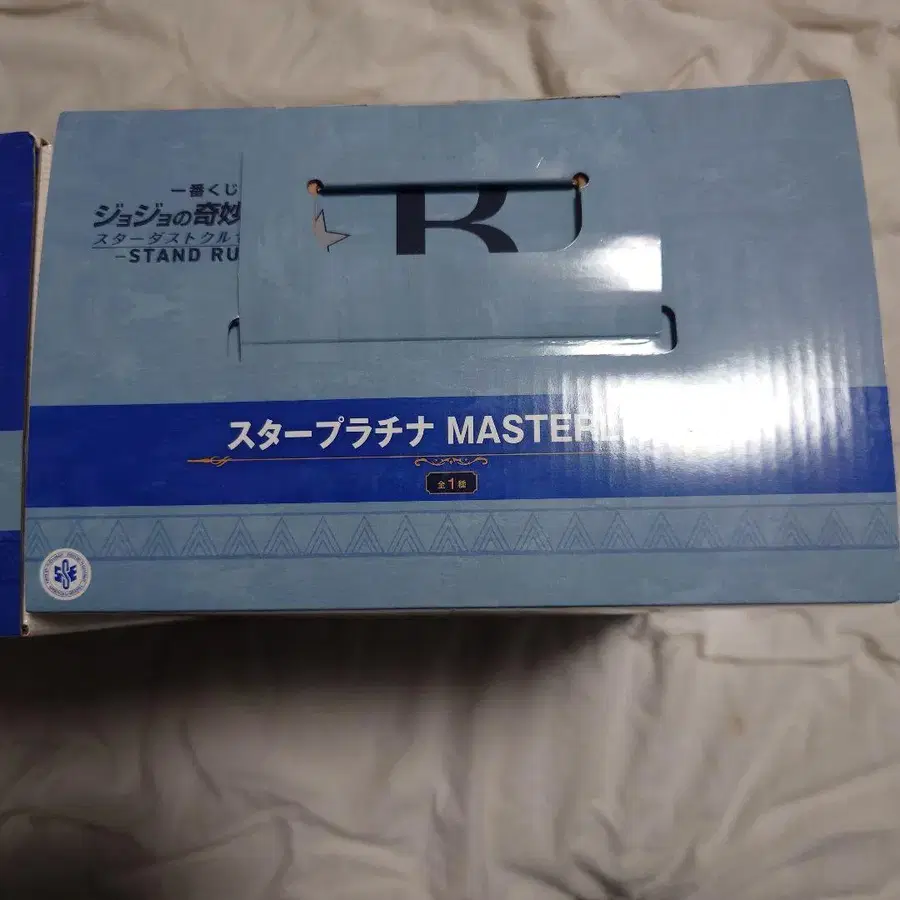 一番くじ
ジョジョの奇妙
スターダストクル
-STAND RU
R
スタープラチナ MASTER
全1種